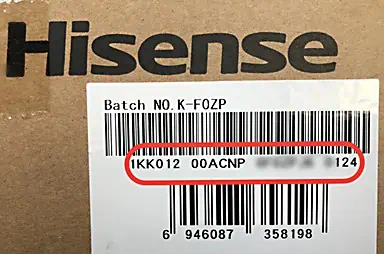 Hisense
Batch NO.K-F0ZP
1KK012 00ACNP 124
6 946087 358198